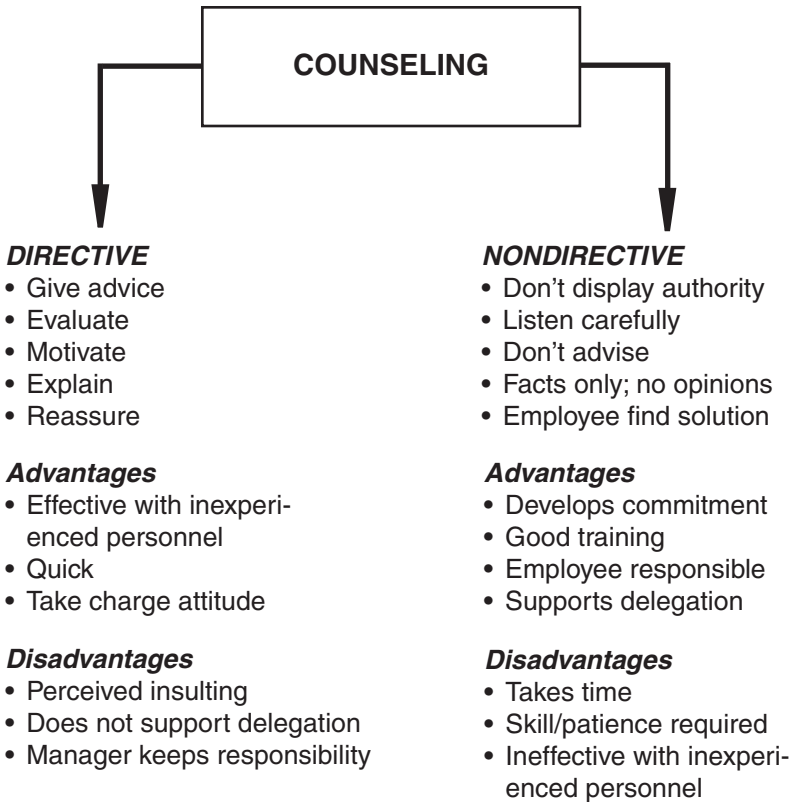 COUNSELING
DIRECTIVE
• Give advice
• Evaluate
• Motivate
• Explain
• Reassure
Advantages
• Effective with inexperi-
enced personnel
• Quick
• Take charge attitude
Disadvantages
• Perceived insulting
• Does not support delegation
• Manager keeps responsibility
NONDIRECTIVE
• Don’t display authority
• Listen carefully
• Don’t advise
• Facts only; no opinions
• Employee find solution
Advantages
• Develops commitment
• Good training
• Employee responsible
• Supports delegation
Disadvantages
• Takes time
• Skill/patience required
• Ineffective with inexperi-
enced personnel